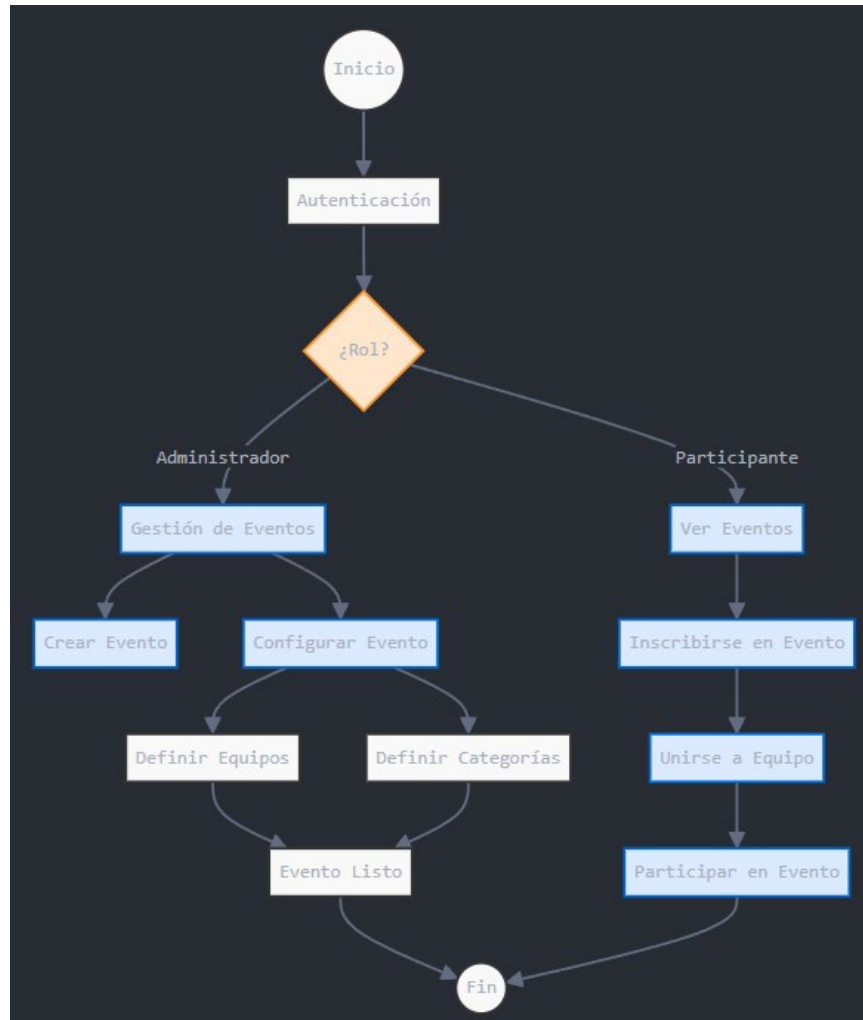 Inicio
Autenticación
¿Rol?
Administrador
Participante
Gestión de Eventos
Ver Eventos
Crear Evento
Configurar Evento
Inscribirse en Evento
Definir Equipos
Definir Categorías
Unirse a Equipo
Evento Listo
Participar en Evento
Fin